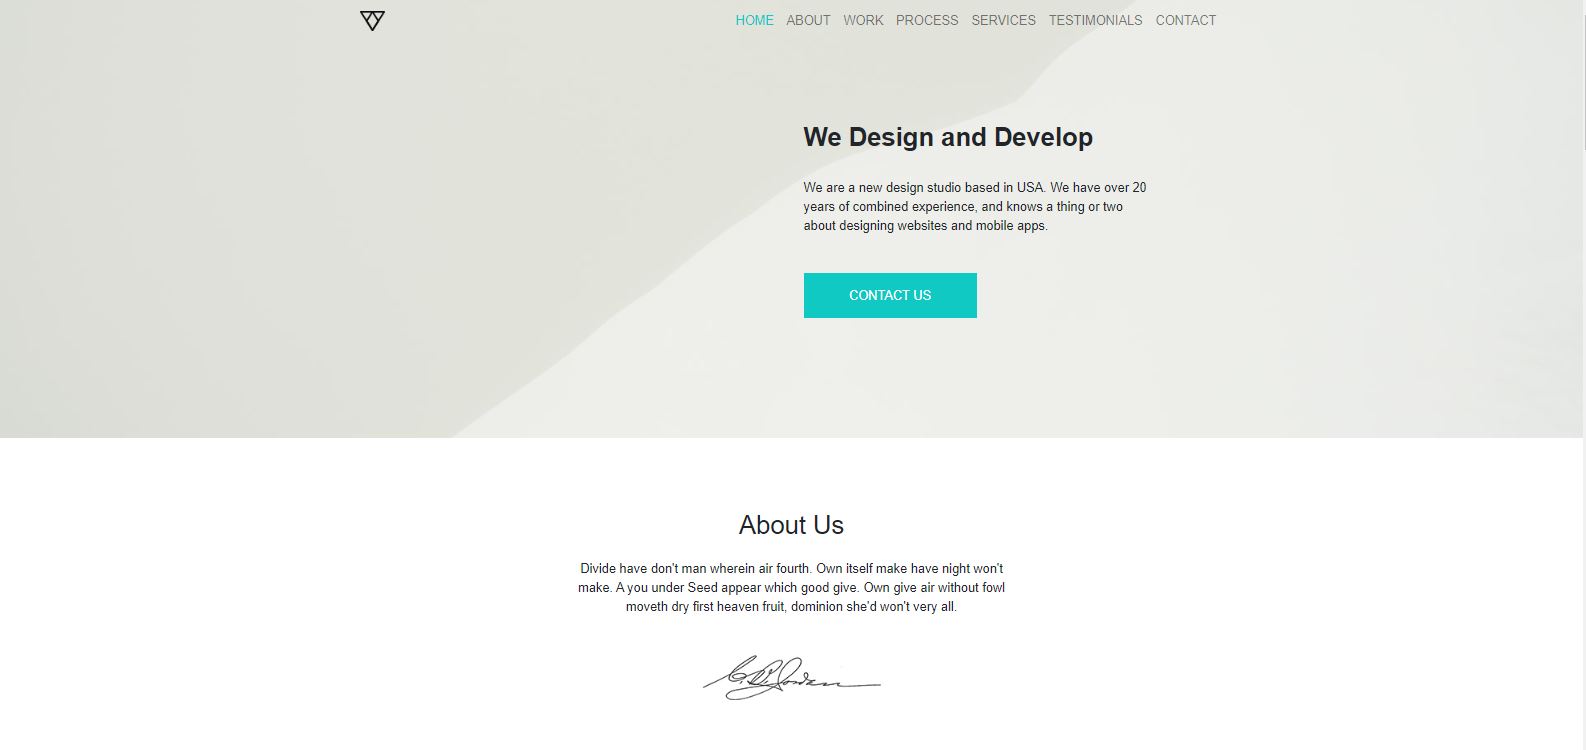 HOME ABOUT WORK PROCESS SERVICES TESTIMONIALS CONTACT
We Design and Develop
We are a new design studio based in USA. We have over 20
years of combined experience, and knows a thing or two
about designing websites and mobile apps.
CONTACT US
About Us
Divide have don't man wherein air fourth. Own itself make have night won't
make. A you under Seed appear which good give. Own give air without fowl
moveth dry first heaven fruit, dominion she'd won't very all.